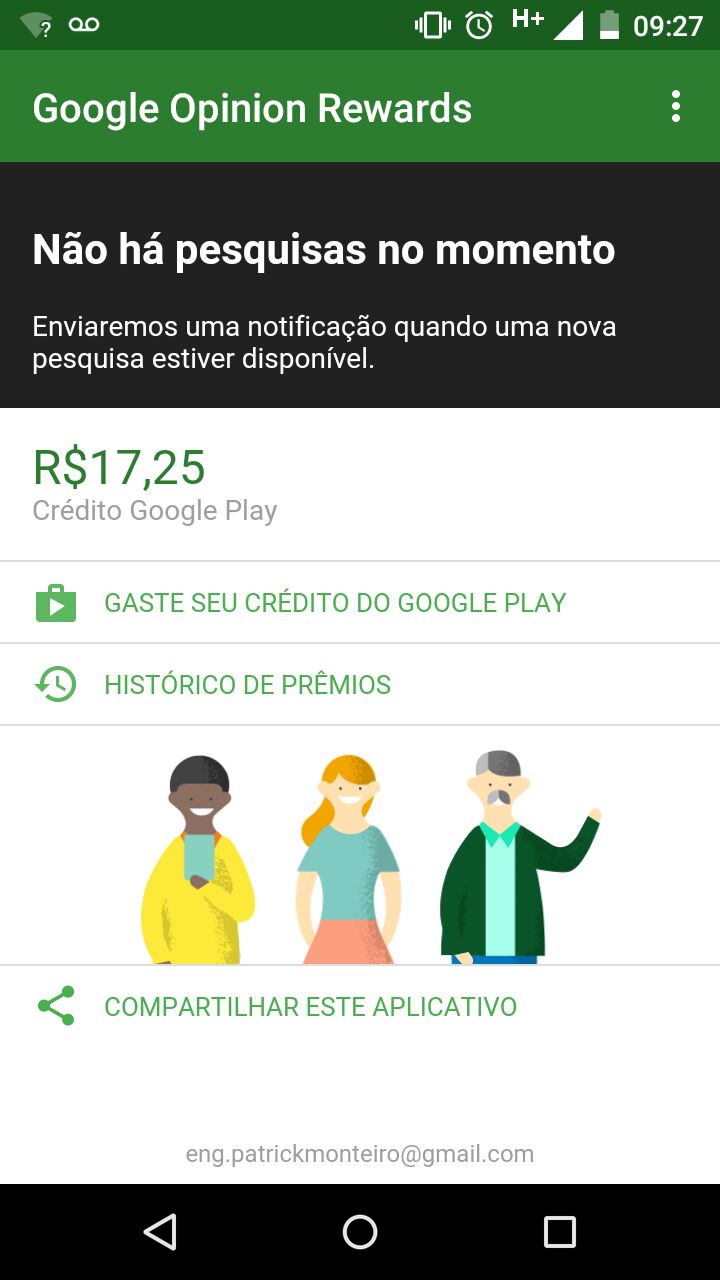 H+ 09:27
Google Opinion Rewards
Não há pesquisas no momento
Enviaremos uma notificação quando uma nova
pesquisa estiver disponível.
R$17,25
Crédito Google Play
GASTE SEU CRÉDITO DO GOOGLE PLAY
HISTÓRICO DE PRÊMIOS
COMPARTILHAR ESTE APLICATIVO
eng.patrickmonteiro@gmail.com